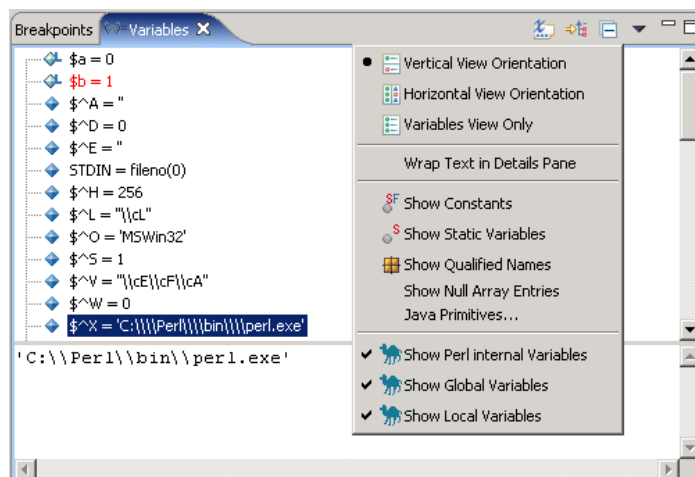 Breakpoints Variables
$a = 0
$b = 1
$^A = ''
$^D = 0
$^E = ''
STDIN = fileno(0)
$^H = 256
$^L = "\\cL"
$^O = 'MSWin32'
$^S = 1
$^V = "\\cE\\cF\\cA"
$^W = 0
$^X = 'C:\\\\Perl\\\\bin\\\\perl.exe'
'C:\\Perl\\bin\\perl.exe'
Vertical View Orientation
Horizontal View Orientation
Variables View Only
Wrap Text in Details Pane
SF Show Constants
S Show Static Variables
Show Qualified Names
Show Null Array Entries
Java Primitives...
Show Perl internal Variables
Show Global Variables
Show Local Variables